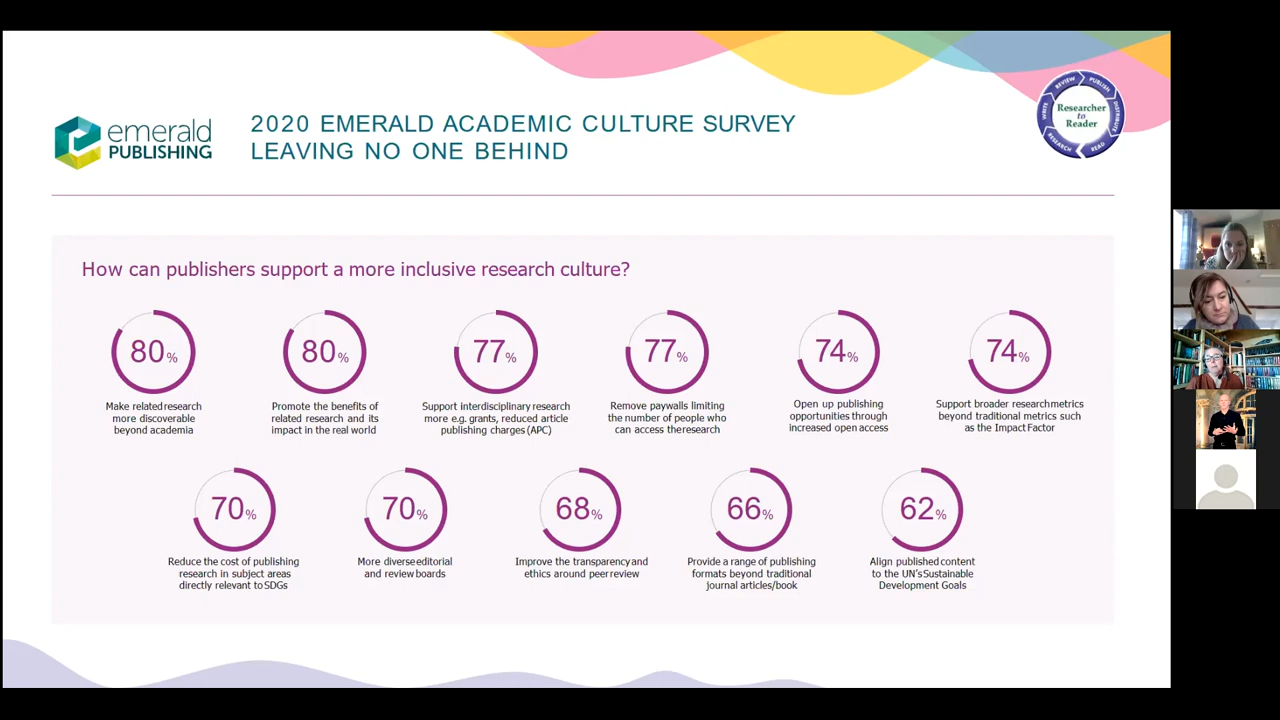 emerald
PUBLISHING
2020 EMERALD ACADEMIC CULTURE SURVEY
LEAVING NO ONE BEHIND
REVIEW
PUBLISH
DISTRIBUTE
READ
RESEARCH
WRITE
Researcher
to
Reader
How can publishers support a more inclusive research culture?
80%
Make related research
more discoverable
beyond academia
80%
Promote the benefits of
related research and its
impact in the real world
77%
Support interdisciplinary research
more e.g. grants, reduced article
publishing charges (APC)
77%
Remove paywalls limiting
the number of people who
can access theresearch
74%
Open up publishing
opportunities through
increased open access
74%
Support broader researchmetrics
beyond traditional metrics such
as the Impact Factor
70%
Reduce the cost of publishing
research in subject areas
directly relevant to SDGs
70%
More diverse editorial
and review boards
68%
Improve the transparency and
ethics around peer review
66%
Provide a range of publishing
formats beyond traditional
journal articles/book
62%
Align published content
to the UN's Sustainable
Development Goals